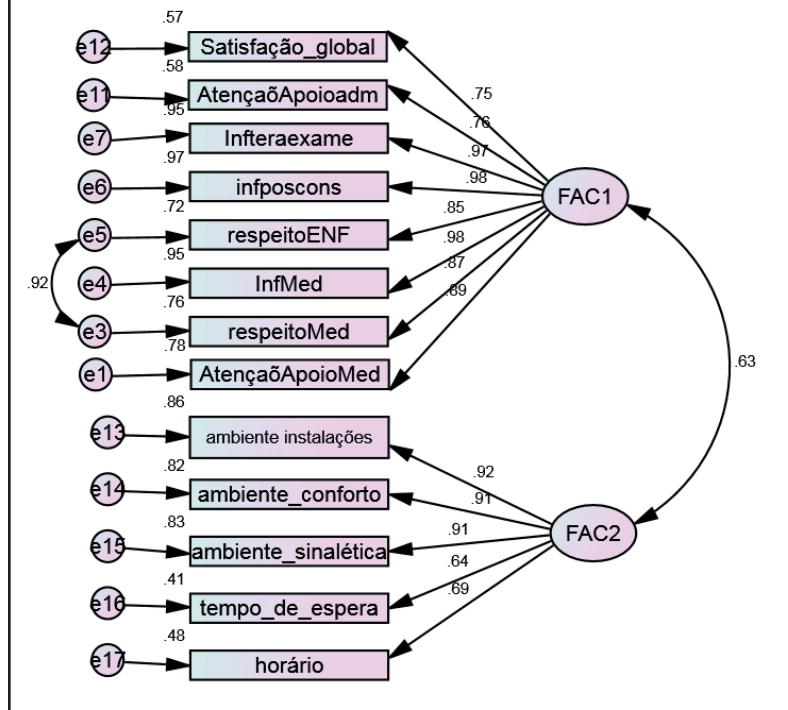 .57
e12 Satisfação_global
.58
e11 AtençaõApoioadm .75
.95 .76
e7 Infteraexame .97
.97 .98
e6 infposcons FAC1
.72 .85
e5 respeitoENF .98
.95 .87
.92 e4 InfMed .89
.76
e3 respeitoMed
.78
e1 AtençaõApoioMed .63
.86
e13 ambiente instalações
.82 .92
e14 ambiente_conforto .91
.83 .91
e15 ambiente_sinalética FAC2
.41 .64
e16 tempo_de_espera .69
.48
e17 horário